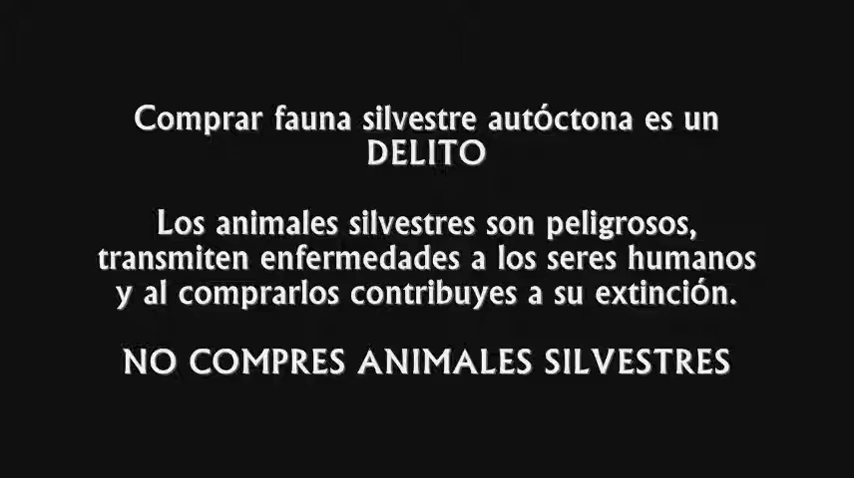 Comprar fauna silvestre autóctona es un
DELITO
Los animales silvestres son peligrosos,
transmiten enfermedades a los seres humanos
y al comprarlos contribuyes a su extinción.
NO COMPRES ANIMALES SILVESTRES